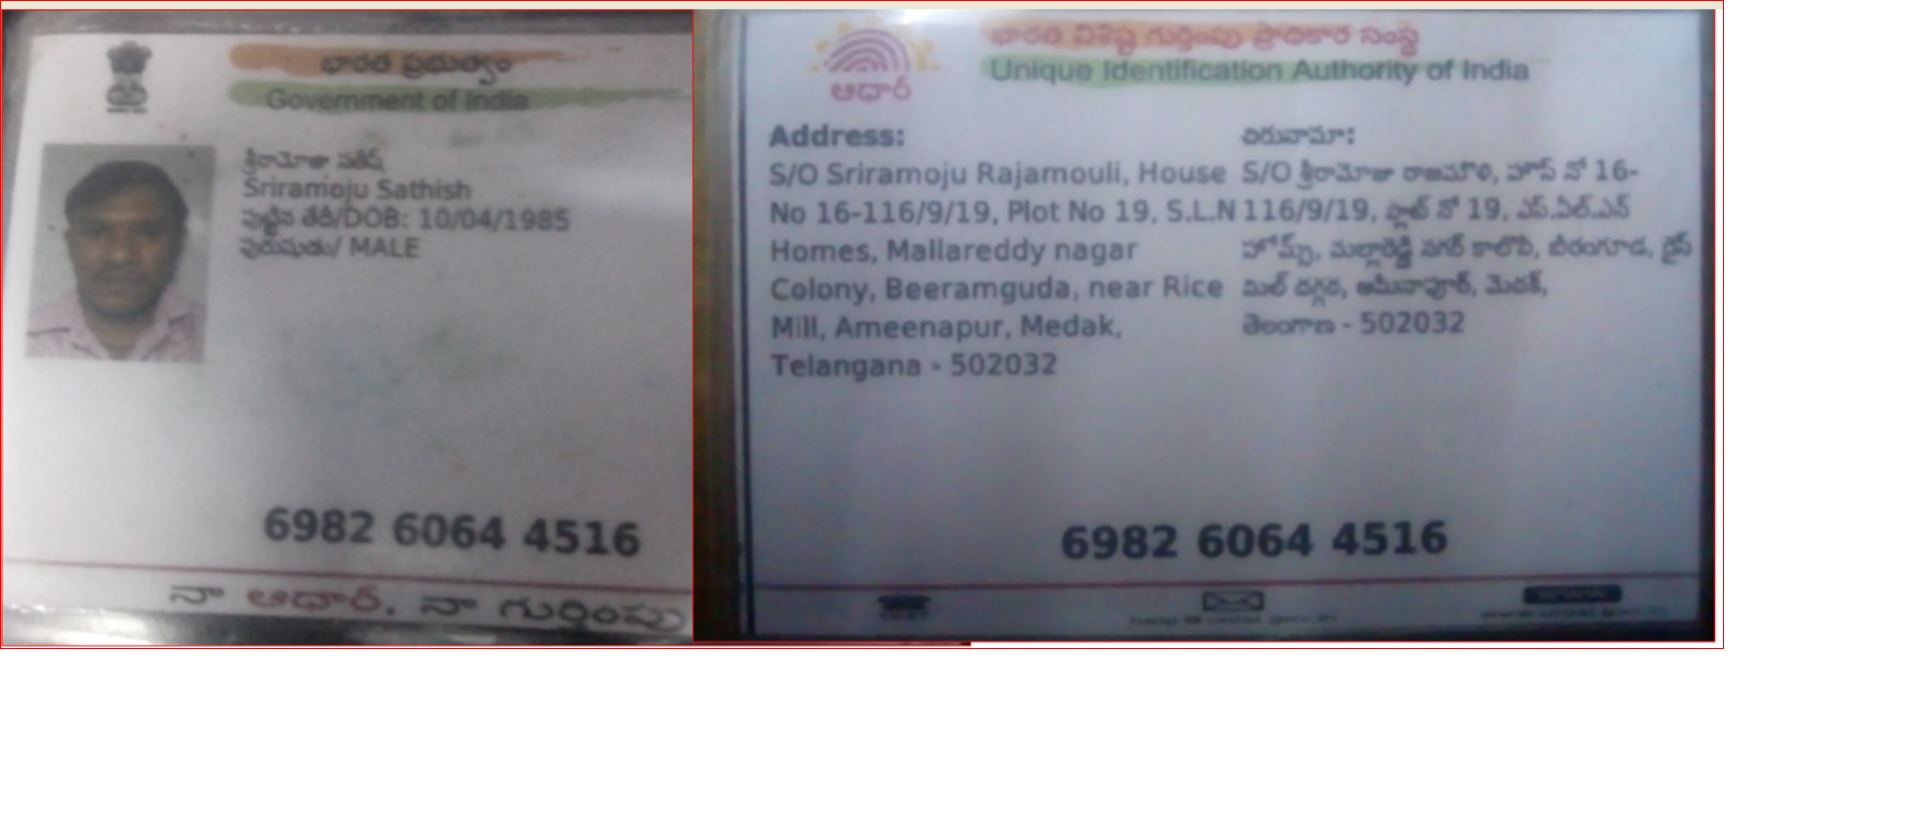 భారత ప్రభుత్వం
Government of India
శ్రీరామోజు సతీష్
Sriramoju Sathish
పుట్టిన తేదీ/DOB: 10/04/1985
పురుషుడు/ MALE
6982 6064 4516
నా ఆధార్, నా గుర్తింపు
భారత విశిష్ట గుర్తింపు ప్రాధికార సంస్థ
Unique Identification Authority of India
ఆధార్
Address:
S/O Sriramoju Rajamouli, House
No 16-116/9/19, Plot No 19, S.L.N
Homes, Mallareddy nagar
Colony, Beeramguda, near Rice
Mill, Ameenapur, Medak,
Telangana - 502032
చిరునామా:
S/O శ్రీరామోజు రాజమౌళి, హౌస్ నో 16-
116/9/19, ప్లాట్ నో 19, ఎస్.ఎల్.ఎన్
హోమ్స్, మల్లారెడ్డి నగర్ కాలోనీ, బీరంగూడ, రైస్
మిల్ దగ్గర, అమీనాపూర్, మెదక్,
తెలంగాణ - 502032
6982 6064 4516